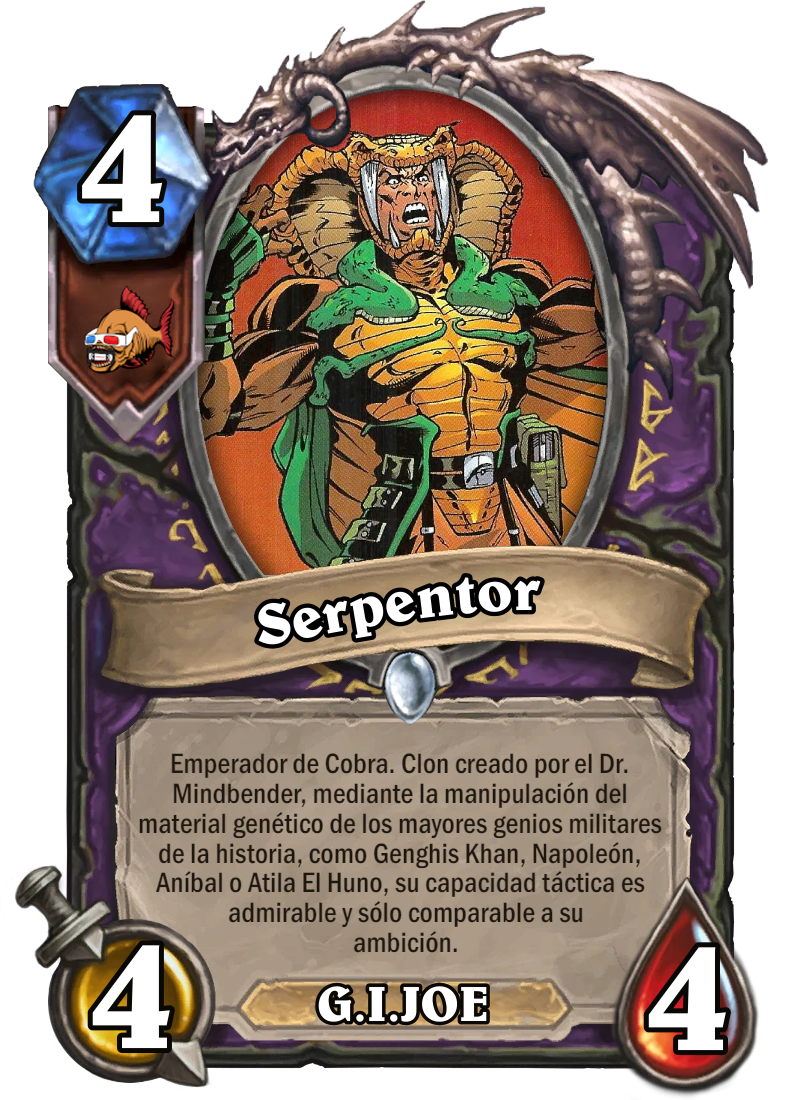 4
Serpentor
Emperador de Cobra. Clon creado por el Dr.
Mindbender, mediante la manipulación del
material genético de los mayores genios militares
de la historia, como Genghis Khan, Napoleón,
Aníbal o Atila El Huno, su capacidad táctica es
admirable y sólo comparable a su
ambición.
4
G.I.JOE
4